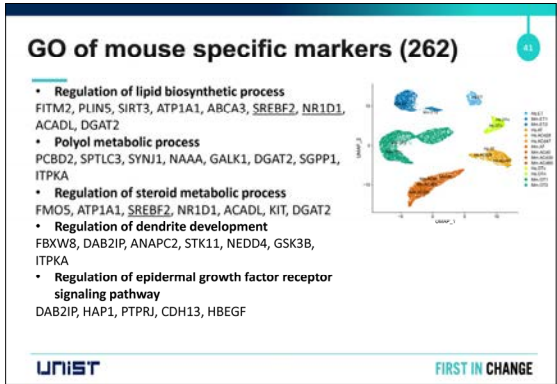 GO of mouse specific markers (262)
41
• Regulation of lipid biosynthetic process
FITM2, PLIN5, SIRT3, ATP1A1, ABCA3, SREBF2, NR1D1,
ACADL, DGAT2
• Polyol metabolic process
PCBD2, SPTLC3, SYNJ1, NAAA, GALK1, DGAT2, SGPP1,
ITPKA
• Regulation of steroid metabolic process
FMO5, ATP1A1, SREBF2, NR1D1, ACADL, KIT, DGAT2
• Regulation of dendrite development
FBXW8, DAB2IP, ANAPC2, STK11, NEDD4, GSK3B,
ITPKA
• Regulation of epidermal growth factor receptor
signaling pathway
DAB2IP, HAP1, PTPRJ, CDH13, HBEGF
UMAP_2
UMAP_1
UNIST
FIRST IN CHANGE